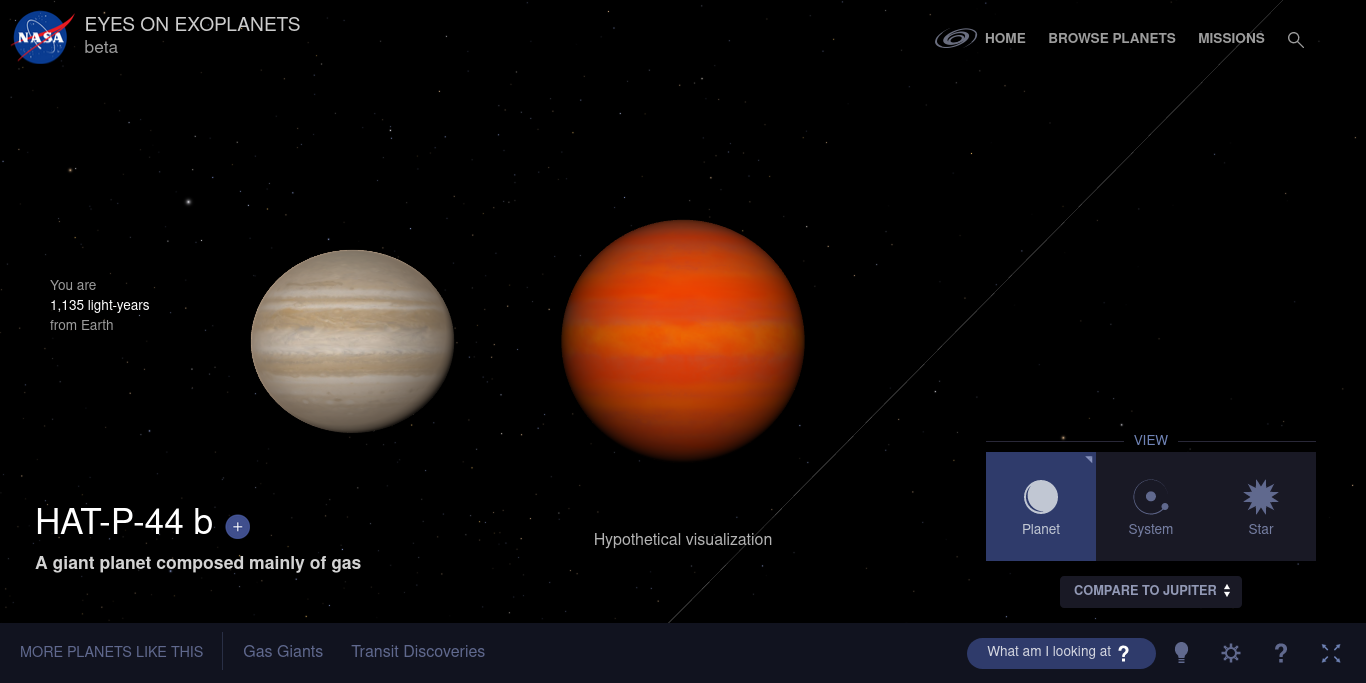 NASA
EYES ON EXOPLANETS
beta
HOME
BROWSE PLANETS
MISSIONS
You are
1,135 light-years
from Earth
HAT-P-44 b +
A giant planet composed mainly of gas
Hypothetical visualization
VIEW
Planet
System
Star
COMPARE TO JUPITER
MORE PLANETS LIKE THIS
Gas Giants
Transit Discoveries
What am I looking at ?
?